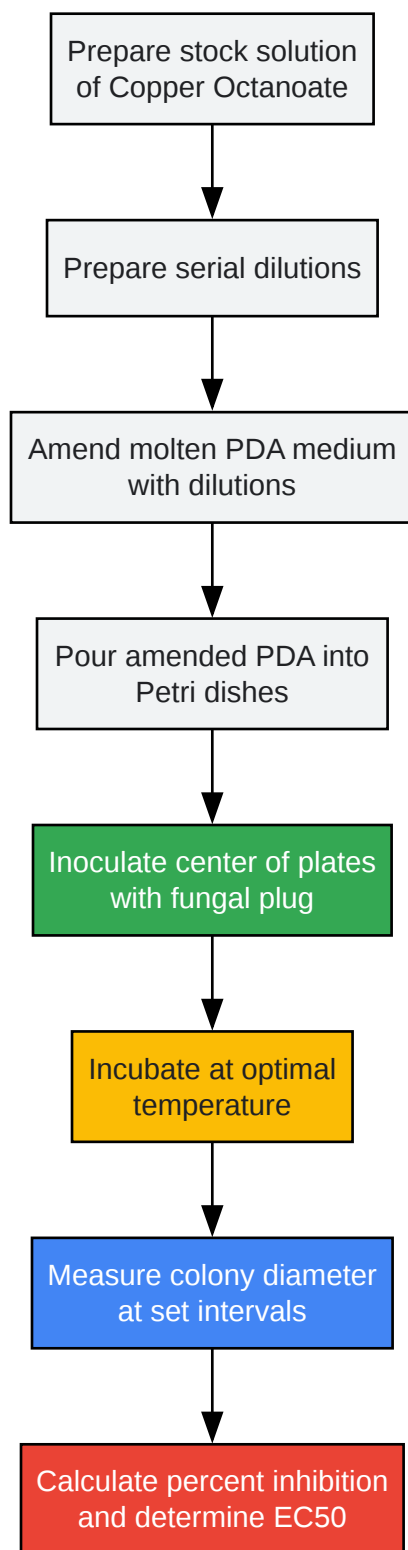 Prepare stock solution
of Copper Octanoate
Prepare serial dilutions
Amend molten PDA medium
with dilutions
Pour amended PDA into
Petri dishes
Inoculate center of plates
with fungal plug
Incubate at optimal
temperature
Measure colony diameter
at set intervals
Calculate percent inhibition
and determine EC50